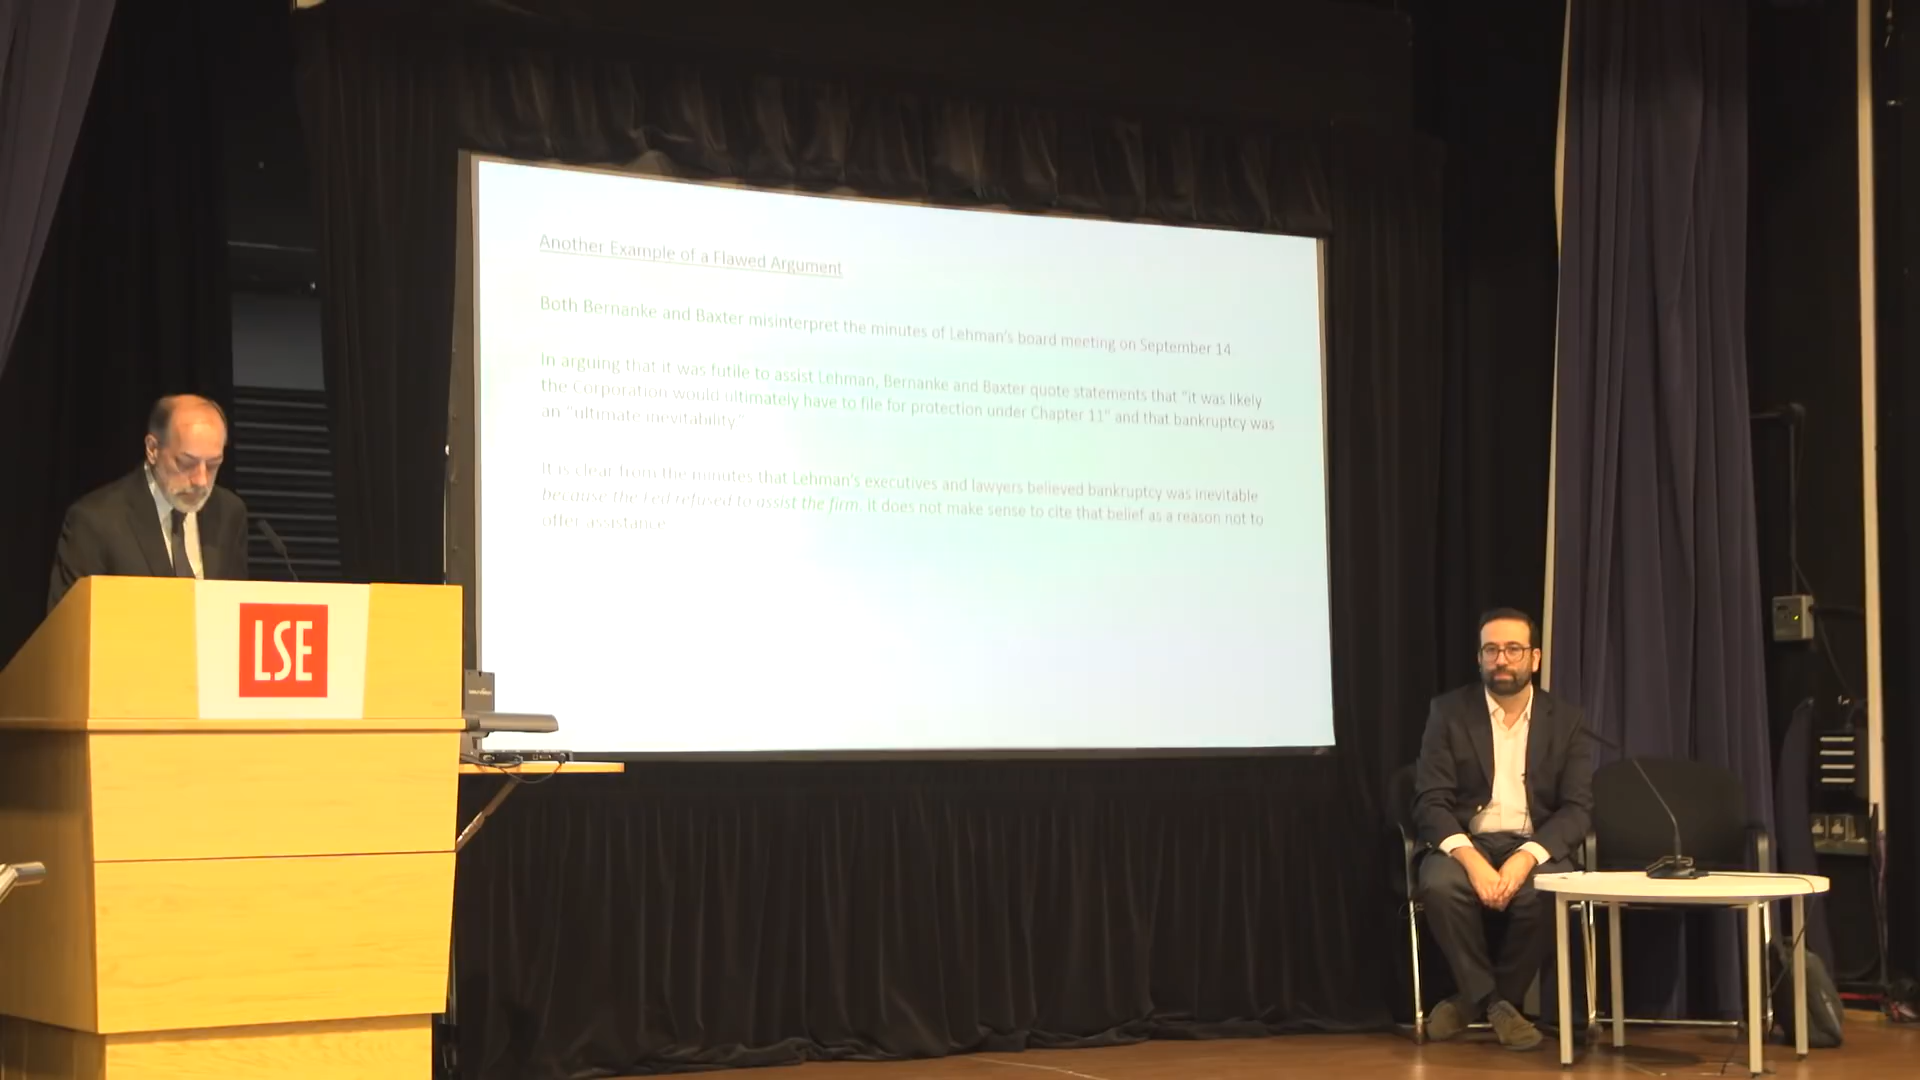 Another Example of a Flawed Argument
Both Bernanke and Baxter misinterpret the minutes of Lehman's board meeting on September 14.
In arguing that it was futile to assist Lehman, Bernanke and Baxter quote statements that "it was likely
the Corporation would ultimately have to file for protection under Chapter 11" and that bankruptcy was
an "ultimate inevitability"
It is clear from the minutes that Lehman's executives and lawyers believed bankruptcy was inevitable
because the Fed refused to assist the firm. It does not make sense to cite that belief as a reason not to
offer assistance
LSE